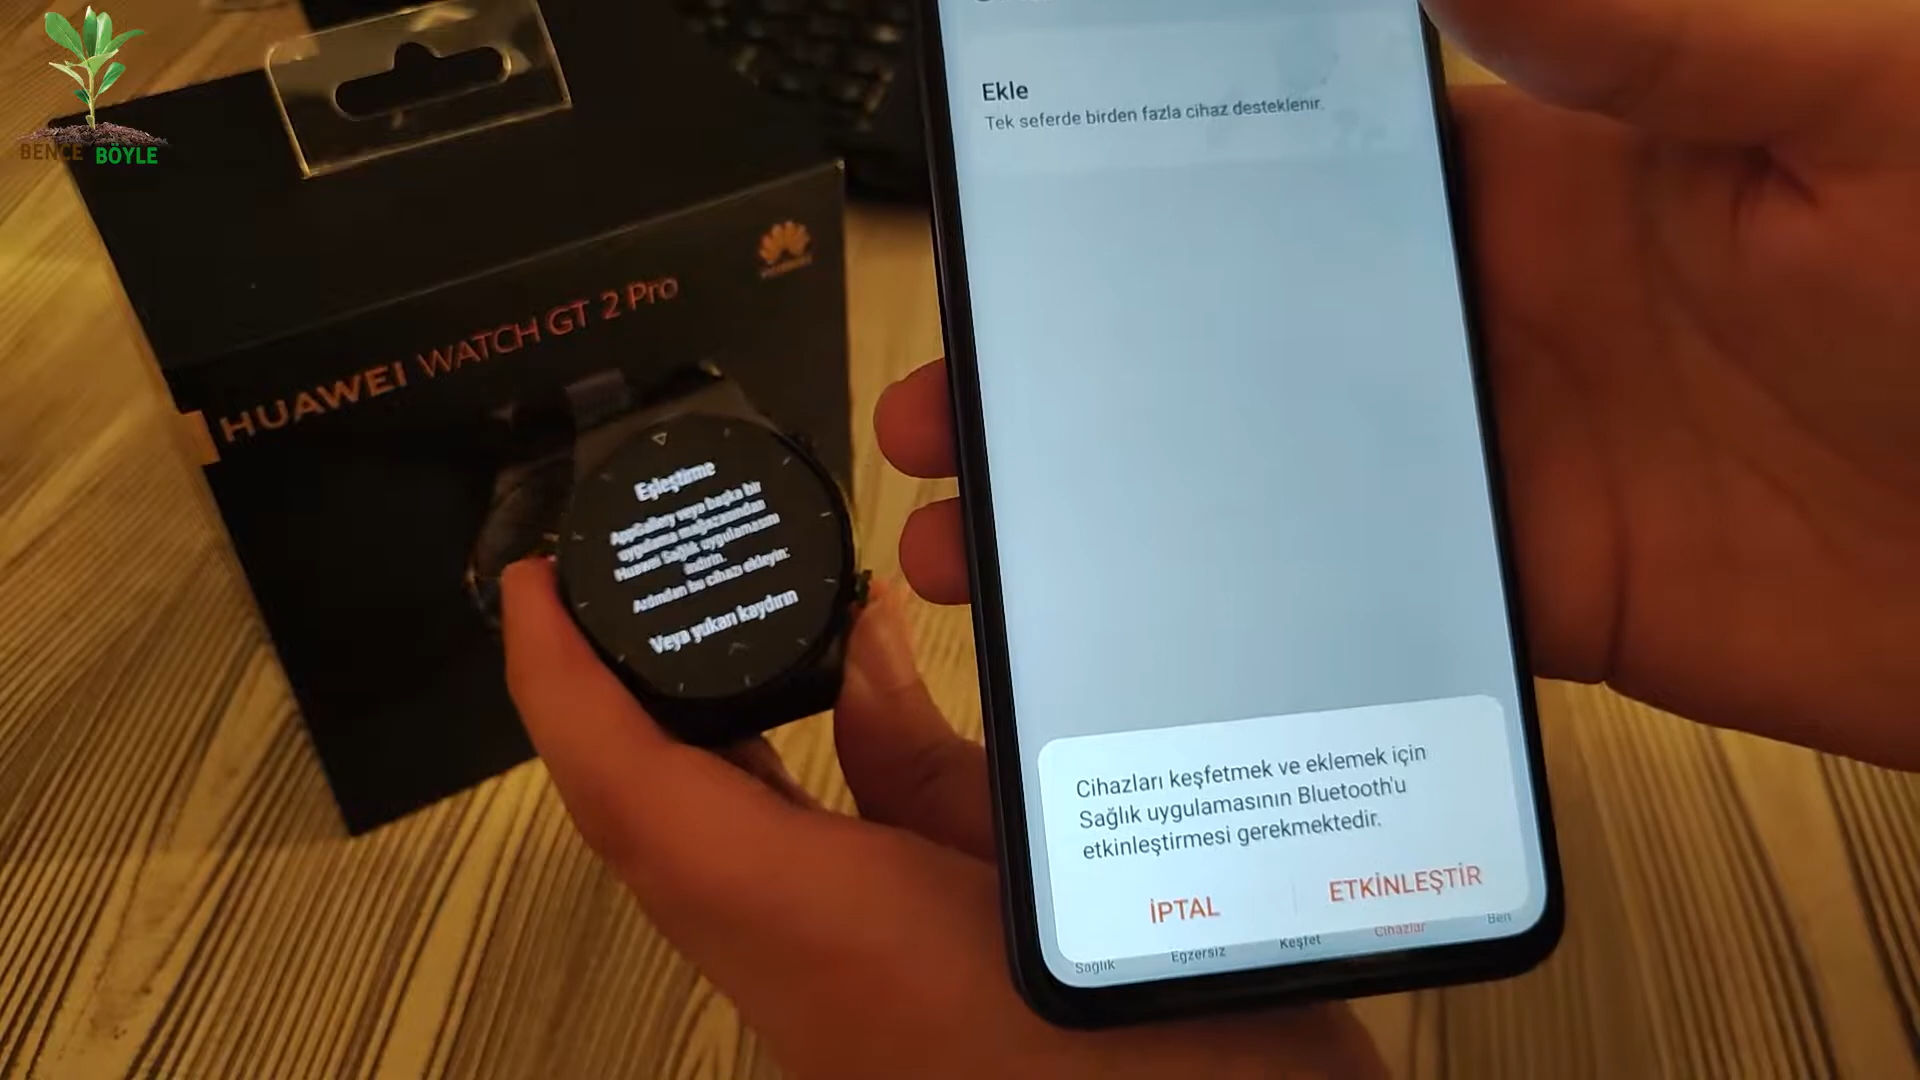 BENCE BÖYLE
HUAWEI WATCH GT 2 Pro
HUAWEI
Eşleştirme
AppGallery veya başka bir
uygulama mağazasından
Huawei Sağlık uygulamasını
indirin.
Ardından bu cihazı ekleyin:
Veya yukarı kaydırın
Ekle
Tek seferde birden fazla cihaz desteklenir.
Cihazları keşfetmek ve eklemek için
Sağlık uygulamasının Bluetooth'u
etkinleştirmesi gerekmektedir.
İPTAL
ETKİNLEŞTİR
Sağlık
Egzersiz
Keşfet
Cihazlar
Ben